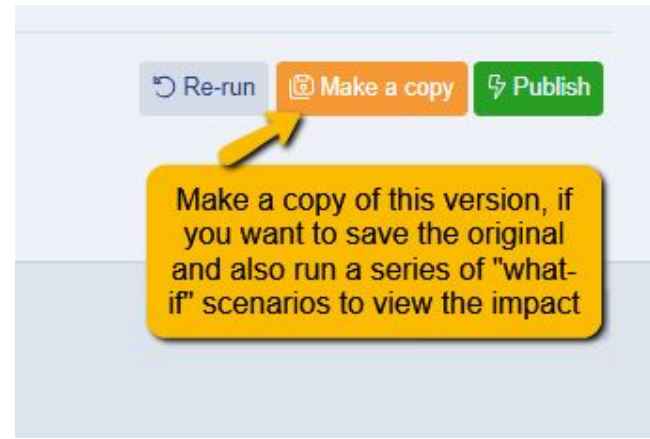 Re-run Make a copy Publish
Make a copy of this version, if
you want to save the original
and also run a series of "what-
if" scenarios to view the impact